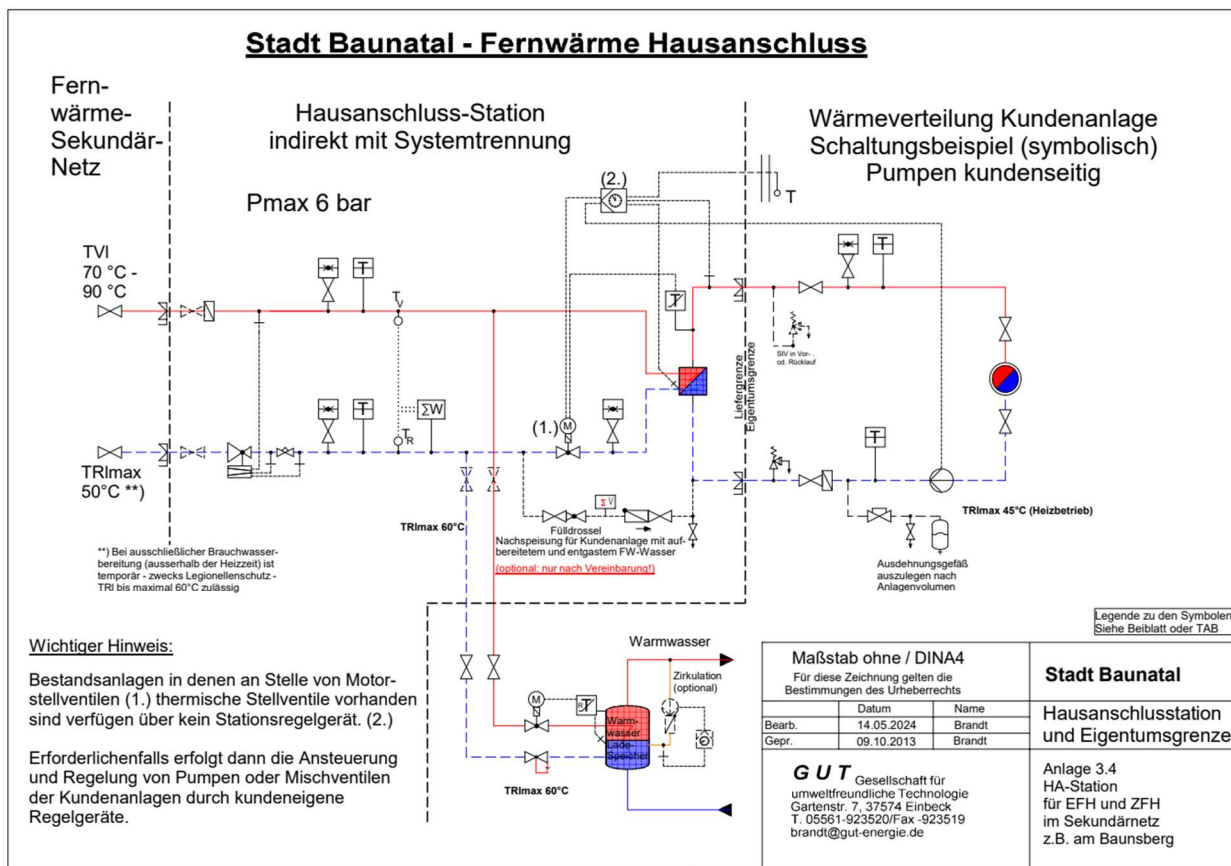 Stadt Baunatal - Fernwärme Hausanschluss
Fern-
wärme-
Sekundär-
Netz
Hausanschluss-Station
indirekt mit Systemtrennung
Wärmeverteilung Kundenanlage
Schaltungsbeispiel (symbolisch)
Pumpen kundenseitig
Pmax 6 bar
(2.)
T
TVI
70 °C -
90 °C
T
T
T
TV
SIV in Vor- .
od. Rücklauf
Liefergrenze
Eigentumsgrenze
T
ΣW
TR
M
(1.)
T
TRImax
50°C **)
TRImax 60°C
Σ V
Fülldrossel
Nachspeisung für Kundenanlage mit auf-
bereitetem und entgastem FW-Wasser
(optional: nur nach Vereinbarung!)
TRImax 45°C (Heizbetrieb)
Ausdehnungsgefäß
auszulegen nach
Anlagenvolumen
**) Bei ausschließlicher Brauchwasser-
bereitung (ausserhalb der Heizzeit) ist
temporär - zwecks Legionellenschutz -
TRI bis maximal 60°C zulässig
Legende zu den Symbolen
Siehe Beiblatt oder TAB
Wichtiger Hinweis:
Bestandsanlagen in denen an Stelle von Motor-
stellventilen (1.) thermische Stellventile vorhanden
sind verfügen über kein Stationsregelgerät. (2.)
Erforderlichenfalls erfolgt dann die Ansteuerung
und Regelung von Pumpen oder Mischventilen
der Kundenanlagen durch kundeneigene
Regelgeräte.
Warmwasser
Zirkulation
(optional)
M
R
T
Warm-
wasser
Lade-
Speicher
TRImax 60°C
Maßstab ohne / DINA4
Für diese Zeichnung gelten die
Bestimmungen des Urheberrechts
Datum Name
Bearb. 14.05.2024 Brandt
Gepr. 09.10.2013 Brandt
GUT Gesellschaft für
umweltfreundliche Technologie
Gartenstr. 7, 37574 Einbeck
T. 05561-923520/Fax -923519
brandt@gut-energie.de
Stadt Baunatal
Hausanschlusstation
und Eigentumsgrenze
Anlage 3.4
HA-Station
für EFH und ZFH
im Sekundärnetz
z.B. am Baunsberg